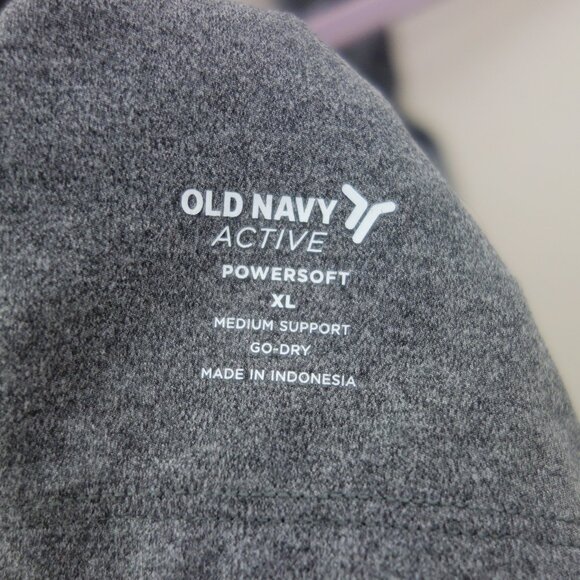 OLD NAVY
ACTIVE
POWERSOFT
XL
MEDIUM SUPPORT
GO-DRY
MADE IN INDONESIA